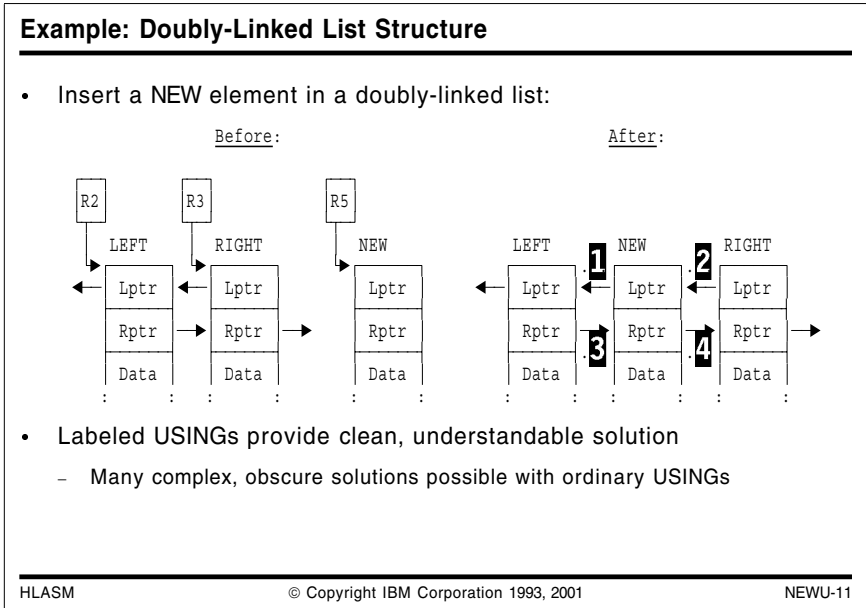 Example: Doubly-Linked List Structure
• Insert a NEW element in a doubly-linked list:
Before: After:
R2 R3 R5
LEFT RIGHT NEW LEFT .1 NEW .2 RIGHT
Lptr Lptr Lptr Lptr Lptr Lptr
Rptr Rptr Rptr Rptr Rptr Rptr
.3 .4
Data Data Data Data Data Data
: : : : : : : : : : : :
• Labeled USINGs provide clean, understandable solution
– Many complex, obscure solutions possible with ordinary USINGs
HLASM © Copyright IBM Corporation 1993, 2001 NEWU-11